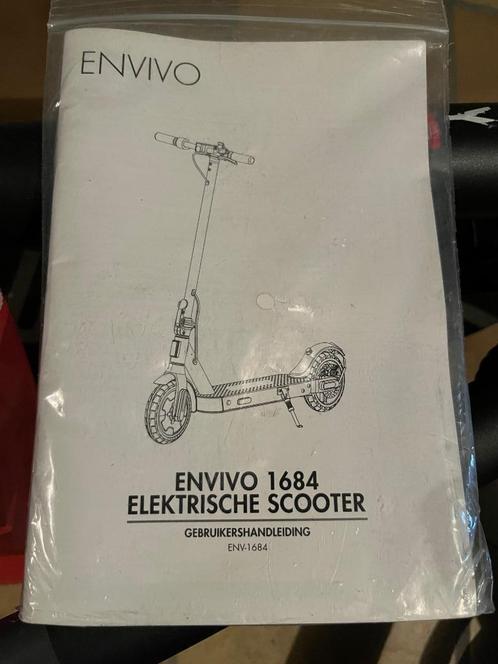 ENVIVO
ENVIVO 1684
ELEKTRISCHE SCOOTER
GEBRUIKERSHANDLEIDING
ENV-1684